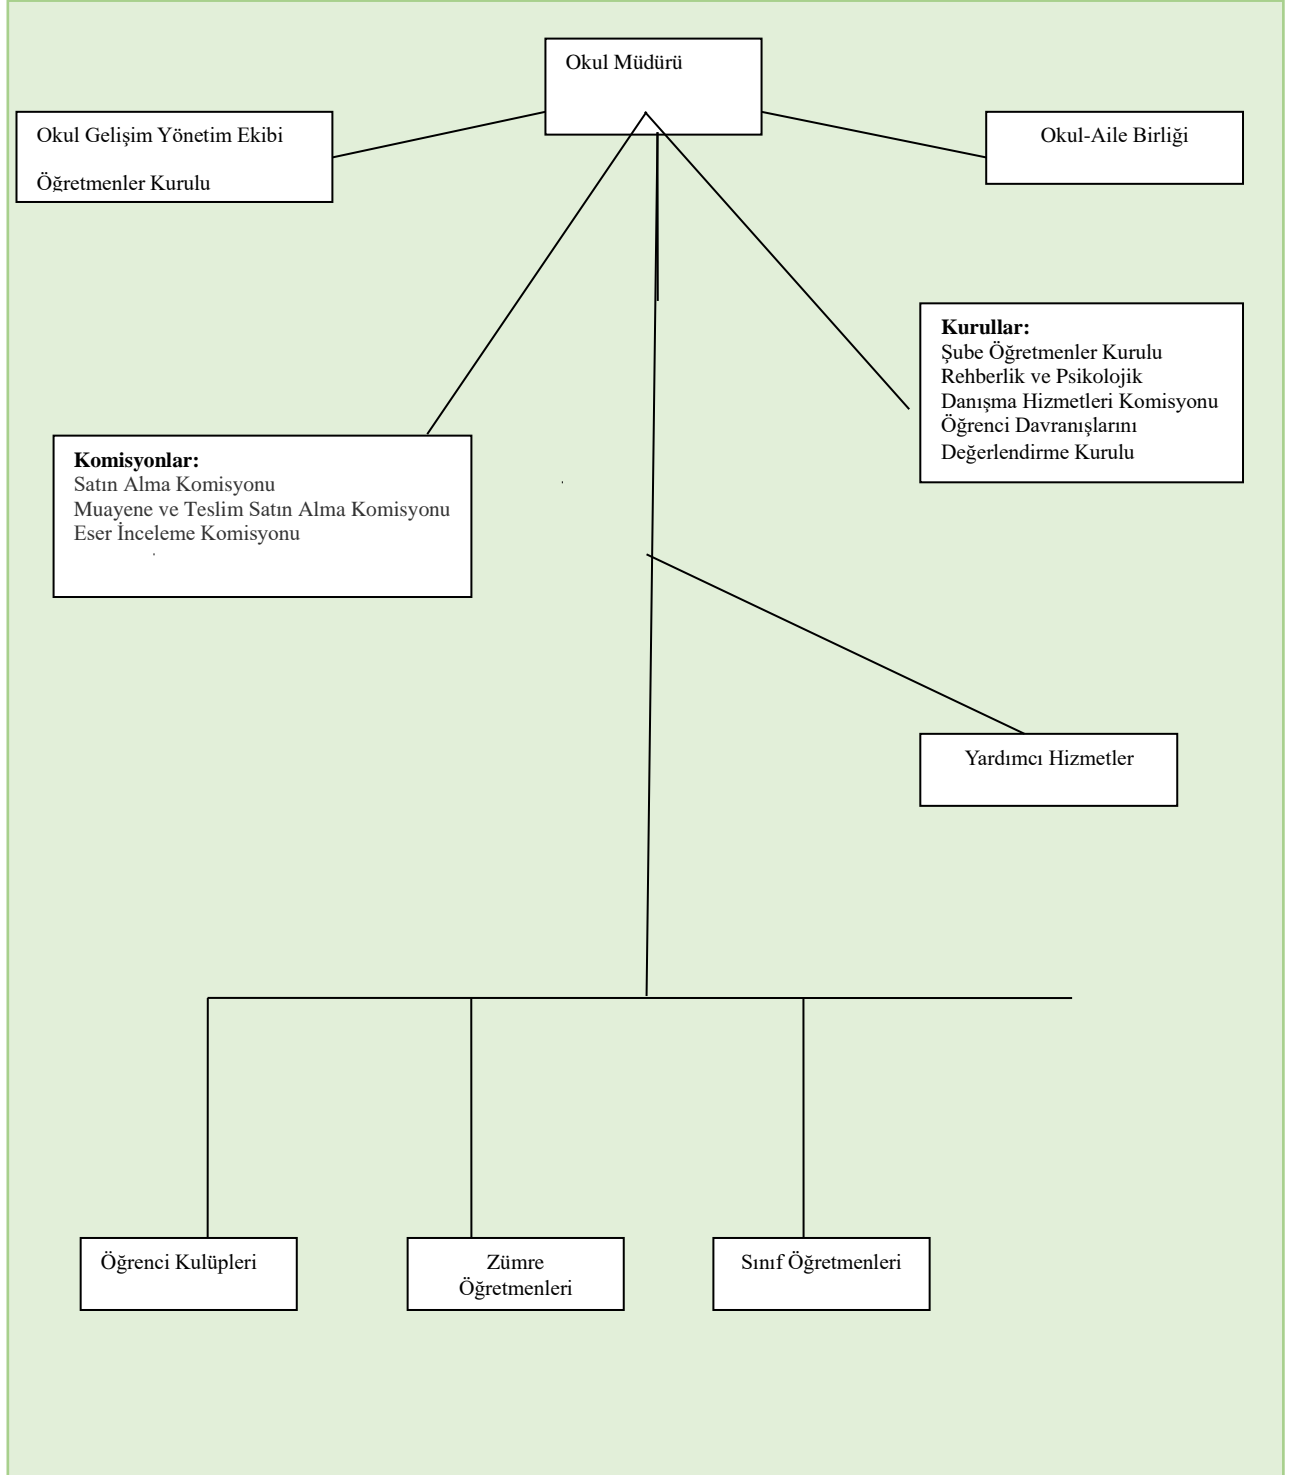 Okul Müdürü
Okul Gelişim Yönetim Ekibi
Öğretmenler Kurulu
Okul-Aile Birliği
Kurullar:
Şube Öğretmenler Kurulu
Rehberlik ve Psikolojik
Danışma Hizmetleri Komisyonu
Öğrenci Davranışlarını
Değerlendirme Kurulu
Komisyonlar:
Satın Alma Komisyonu
Muayene ve Teslim Satın Alma Komisyonu
Eser İnceleme Komisyonu
Yardımcı Hizmetler
Öğrenci Kulüpleri
Zümre
Öğretmenleri
Sınıf Öğretmenleri